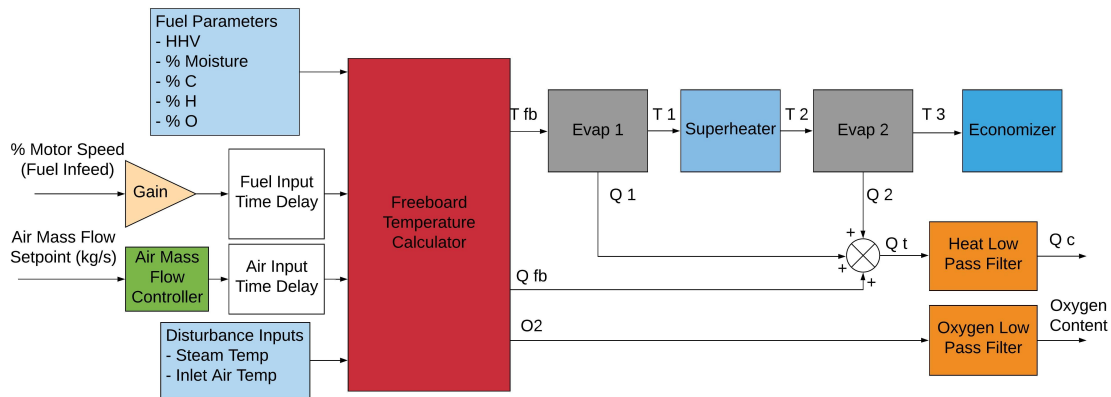 Fuel Parameters
- HHV
- % Moisture
- % C
- % H
- % O
% Motor Speed
(Fuel Infeed)
Gain
Fuel Input
Time Delay
Air Mass Flow
Setpoint (kg/s)
Air Mass
Flow
Controller
Air Input
Time Delay
Disturbance Inputs
- Steam Temp
- Inlet Air Temp
Freeboard
Temperature
Calculator
T fb
Evap 1
T 1
Superheater
T 2
Evap 2
T 3
Economizer
Q 1
Q 2
+
+
+
Q t
Heat Low
Pass Filter
Q c
Q fb
O2
Oxygen Low
Pass Filter
Oxygen
Content